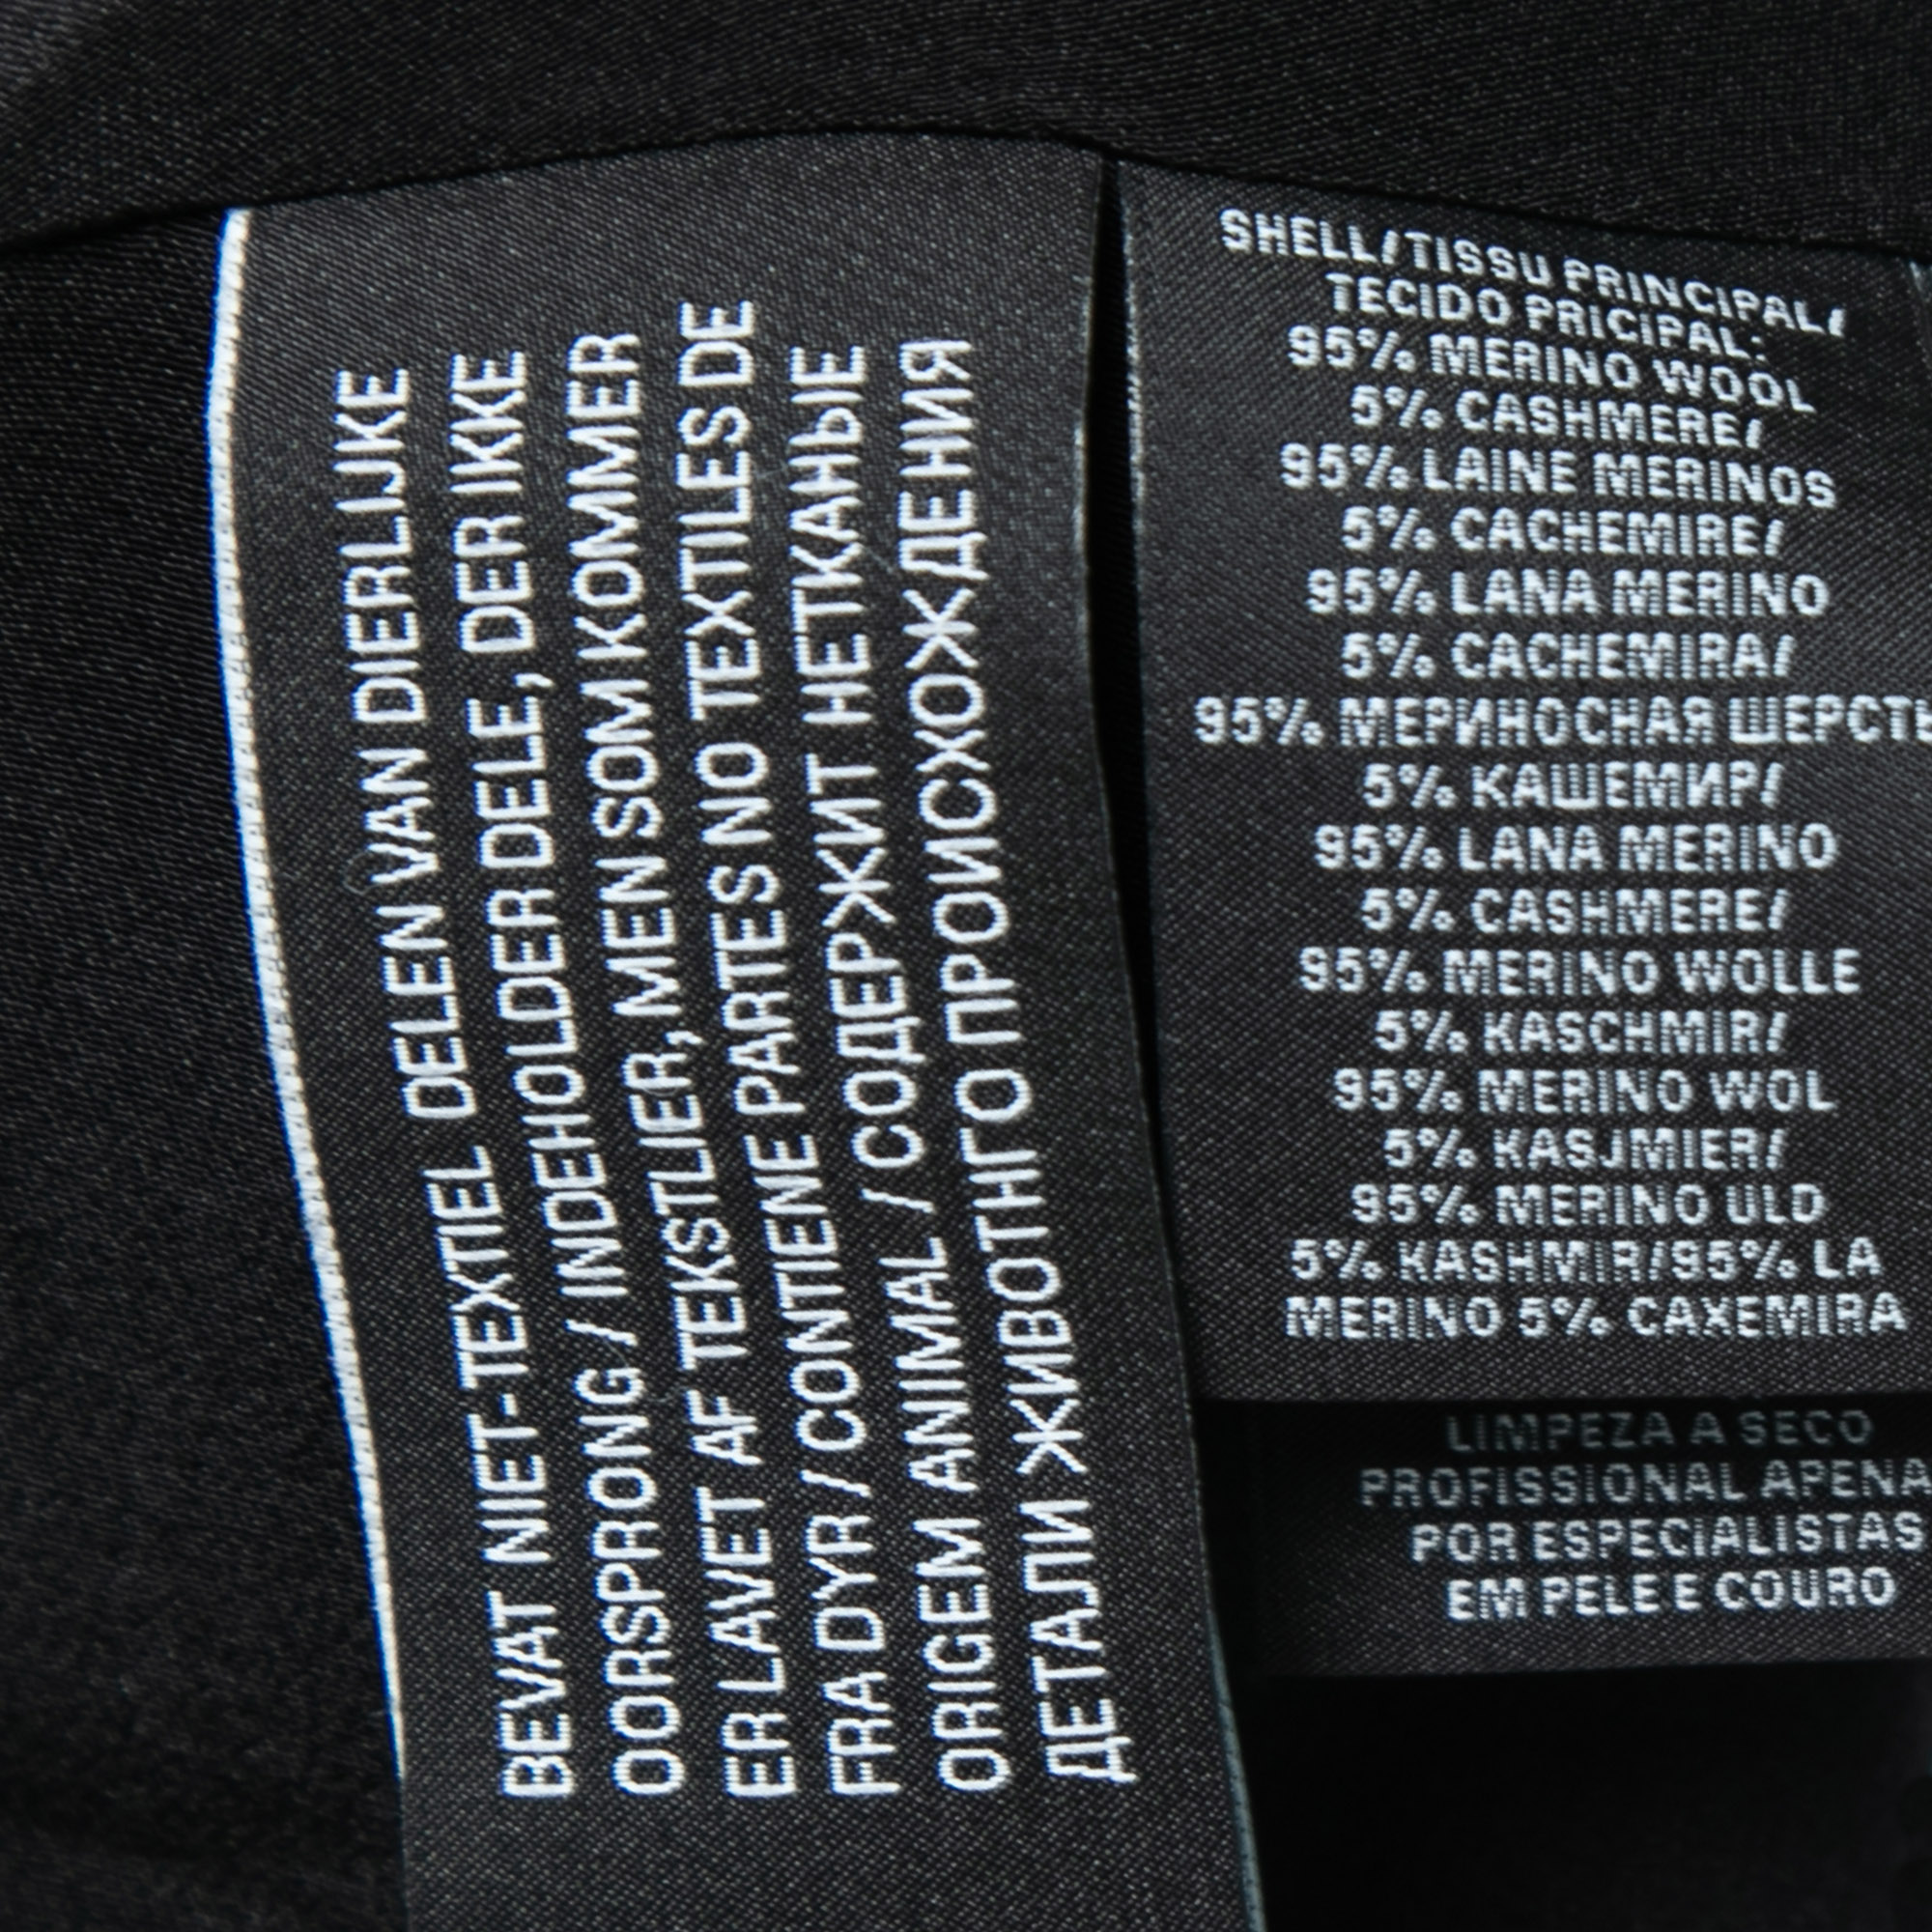 BEVAT NIET-TEXTIEL DELEN VAN DIERLIJKE
OORSPRONG / INDEHOLDER DELE, DER IKKE
ER LAVET AF TEKSTLIER, MEN SOM KOMMER
FRA DYR / CONTIENE PARTES NO TEXTILES DE
ORIGEM ANIMAL / СОДЕРЖИТ НЕТКАНЫЕ
ДЕТАЛИ ЖИВОТНГО ПРОИСХОЖДЕНИЯ
SHELL/TISSU PRINCIPAL/
TECIDO PRICIPAL:
95% MERINO WOOL
5% CASHMERE/
95% LAINE MERINOS
5% CACHEMIRE/
95% LANA MERINO
5% CACHEMIRA/
95% МЕРИНОСНАЯ
5% КАШЕМИР/
95% LANA MERINO
5% CASHMERE/
95% MERINO WOLLE
5% KASCHMIR/
95% MERINO WOL
5% KASJMIER/
95% MERINO ULD
5% KASHMIR/95% LA
MERINO 5% CAXEMIRA
LIMPEZA A SECO
PROFISSIONAL APENA
POR ESPECIALISTAS
EM PELE E COURO